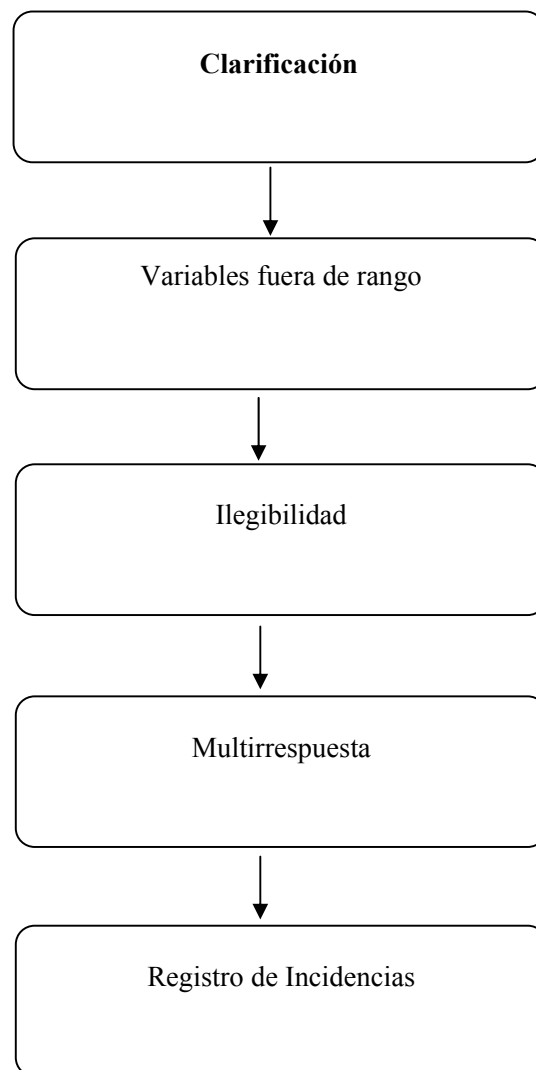 Clarificación
Variables fuera de rango
Ilegibilidad
Multirrespuesta
Registro de Incidencias